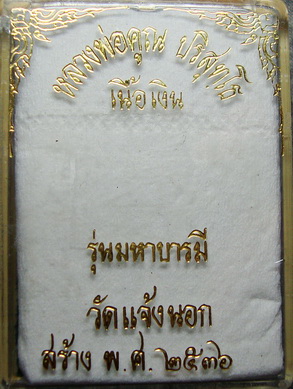 หลวงพ่อคูณ ปริสุทฺโธ
เนื้อเงิน
รุ่นมหาบารมี
วัดแจ้งนอก
สร้าง พ.ศ. ๒๕๓๖